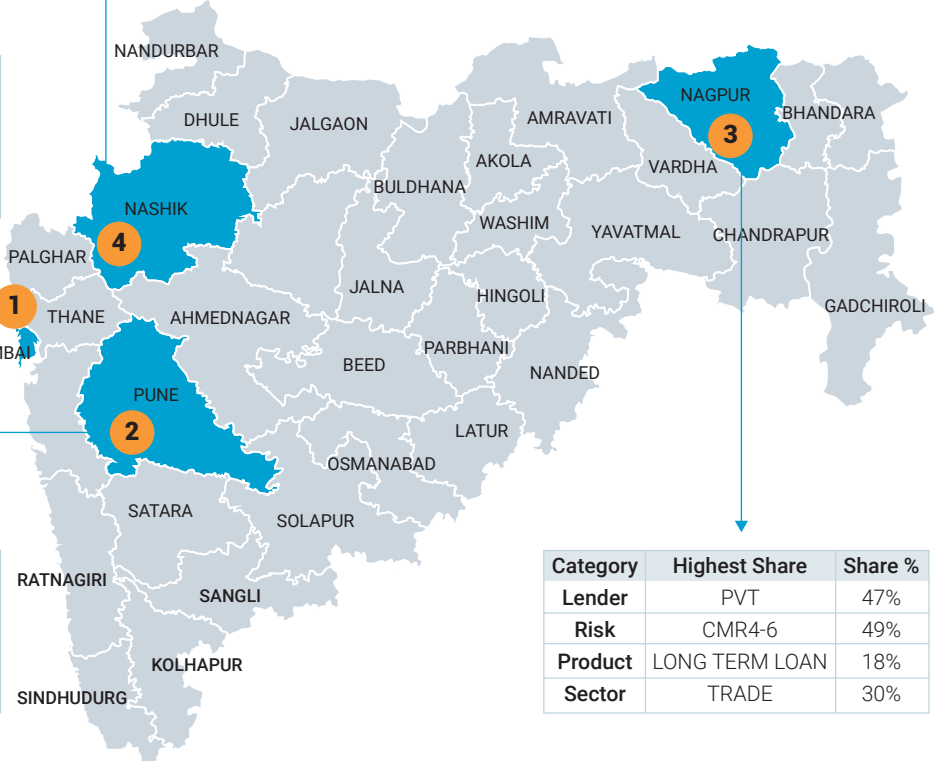 NANDURBAR
DHULE
JALGAON
AMRAVATI
NAGPUR
3
BHANDARA
AKOLA
VARDHA
BULDHANA
NASHIK
4
WASHIM
YAVATMAL
CHANDRAPUR
PALGHAR
1
THANE
AHMEDNAGAR
JALNA
HINGOLI
GADCHIROLI
MBAI
BEED
PARBHANI
NANDED
PUNE
2
LATUR
OSMANABAD
SATARA
SOLAPUR
RATNAGIRI
SANGLI
KOLHAPUR
SINDHUDURG
Category Highest Share Share %
Lender PVT 47%
Risk CMR4-6 49%
Product LONG TERM LOAN 18%
Sector TRADE 30%